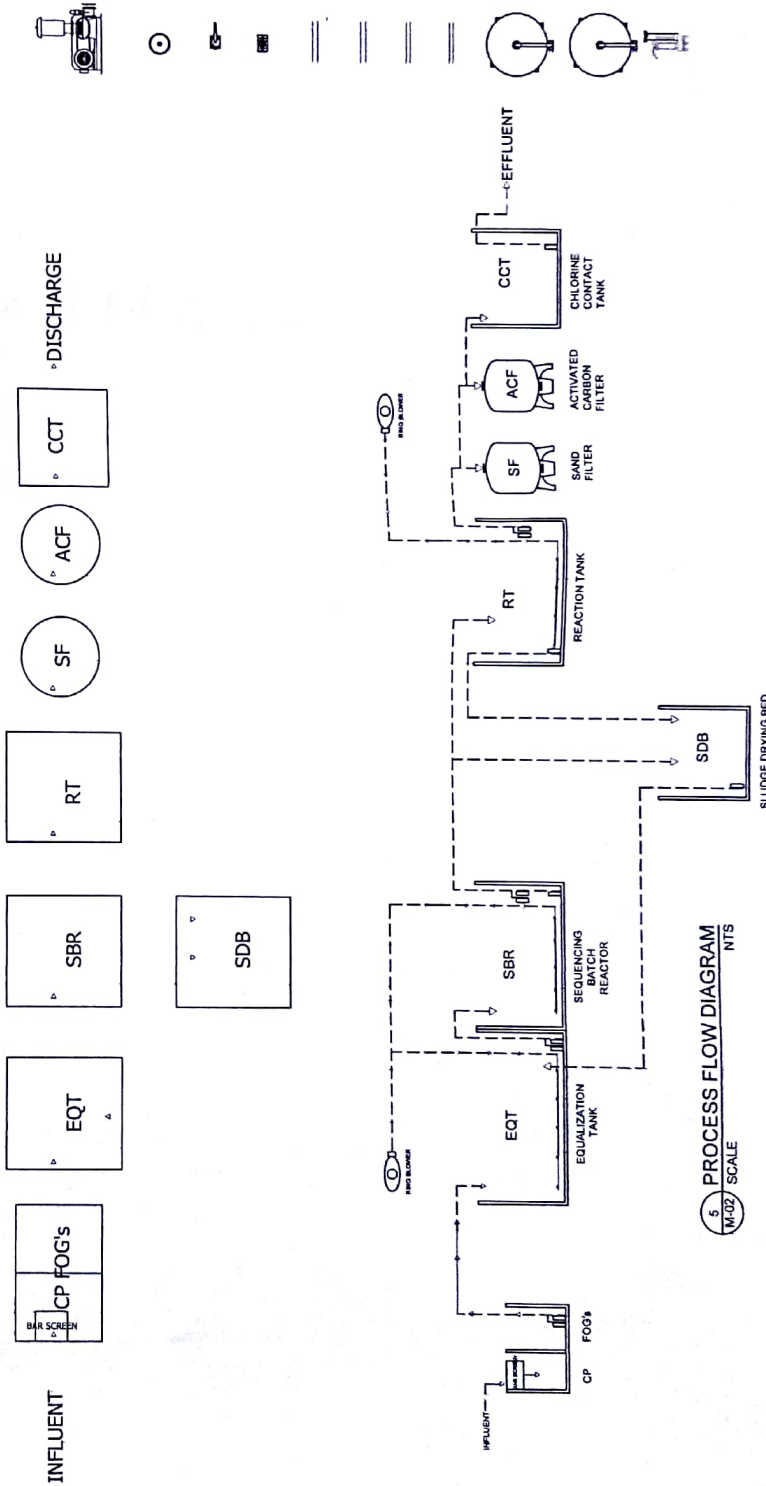 INFLUENT
BAR SCREEN
CP
FOG's
EQT
SBR
RT
SF
ACF
CCT
DISCHARGE
SDB
INFLUENT
BAR SCREEN
CP
FOG's
RING BLOWER
EQT
EQUALIZATION
TANK
SBR
SEQUENCING
BATCH
REACTOR
RT
REACTION TANK
RING BLOWER
SF
SAND
FILTER
ACF
ACTIVATED
CARBON
FILTER
CCT
CHLORINE
CONTACT
TANK
EFFLUENT
SDB
SLUDGE DRYING BED
5
M-02
PROCESS FLOW DIAGRAM
SCALE NTS